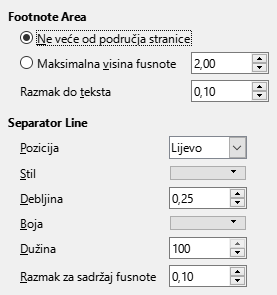 Footnote Area
Ne veće od područja stranice
Maksimalna visina fusnote 2,00
Razmak do teksta 0,10
Separator Line
Pozicija Lijevo
Stil
Debljina 0,25
Boja
Dužina 100
Razmak za sadržaj fusnote 0,10